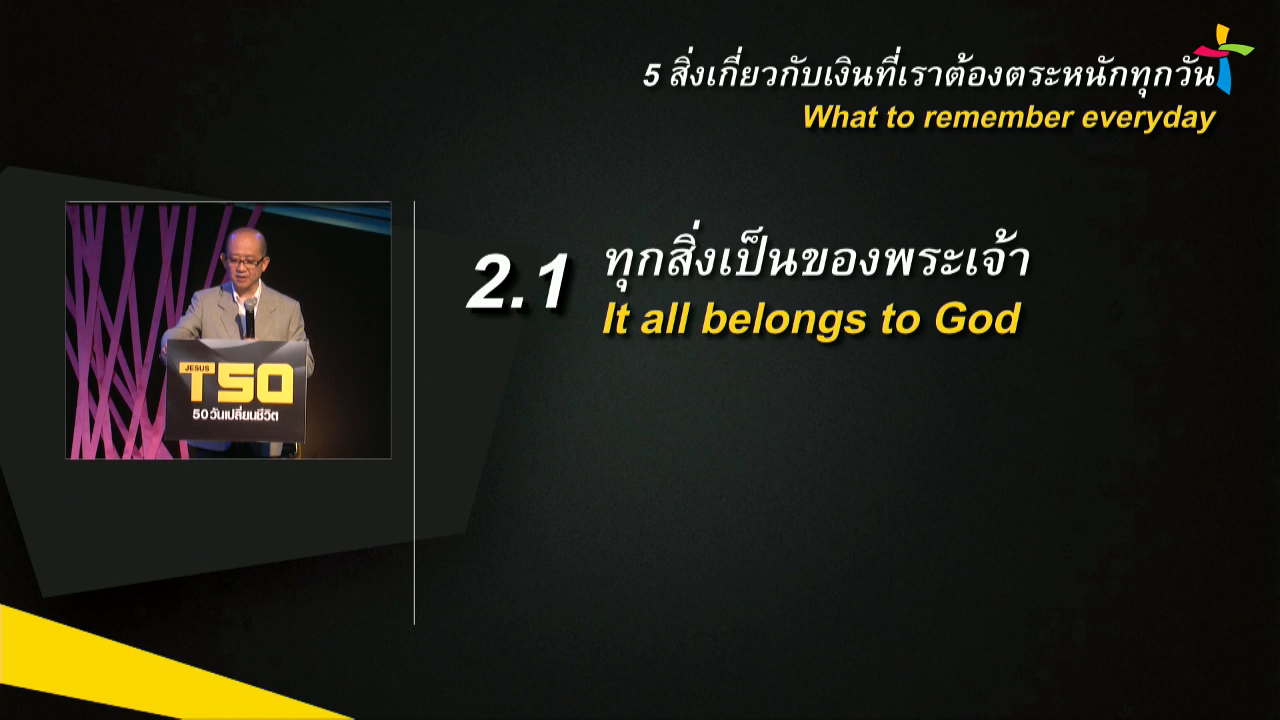 5 สิ่งเกี่ยวกับเงินที่เราต้องตระหนักทุกวัน
What to remember everyday
2.1 ทุกสิ่งเป็นของพระเจ้า
It all belongs to God
JESUS
T50
50 วันเปลี่ยนชีวิต